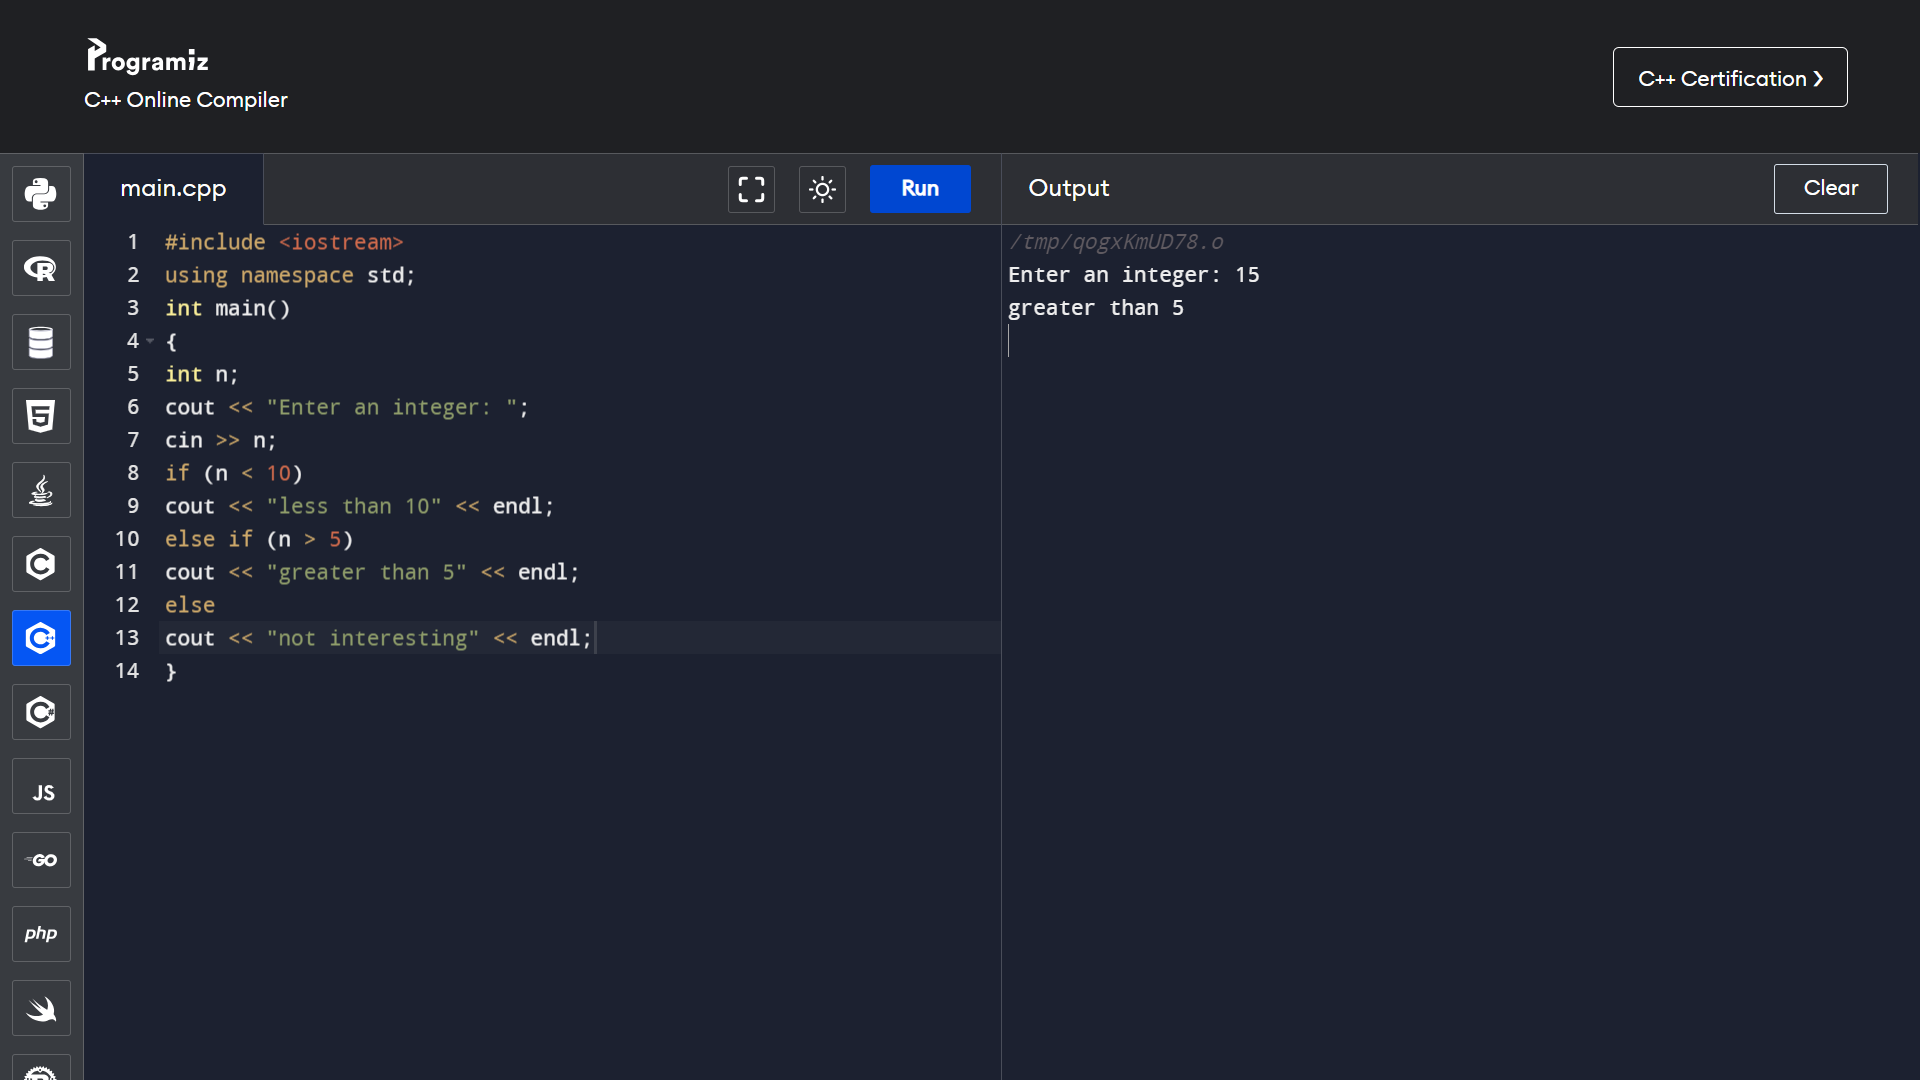 Programiz
C++ Online Compiler
C++ Certification ❯
main.cpp
Run
Output
Clear
1 #include <iostream>
2 using namespace std;
3 int main()
4 {
5 int n;
6 cout << "Enter an integer: ";
7 cin >> n;
8 if (n < 10)
9 cout << "less than 10" << endl;
10 else if (n > 5)
11 cout << "greater than 5" << endl;
12 else
13 cout << "not interesting" << endl;
14 }
/tmp/qogxKmUD78.o
Enter an integer: 15
greater than 5
R
5
C
C++
C#
JS
GO
php